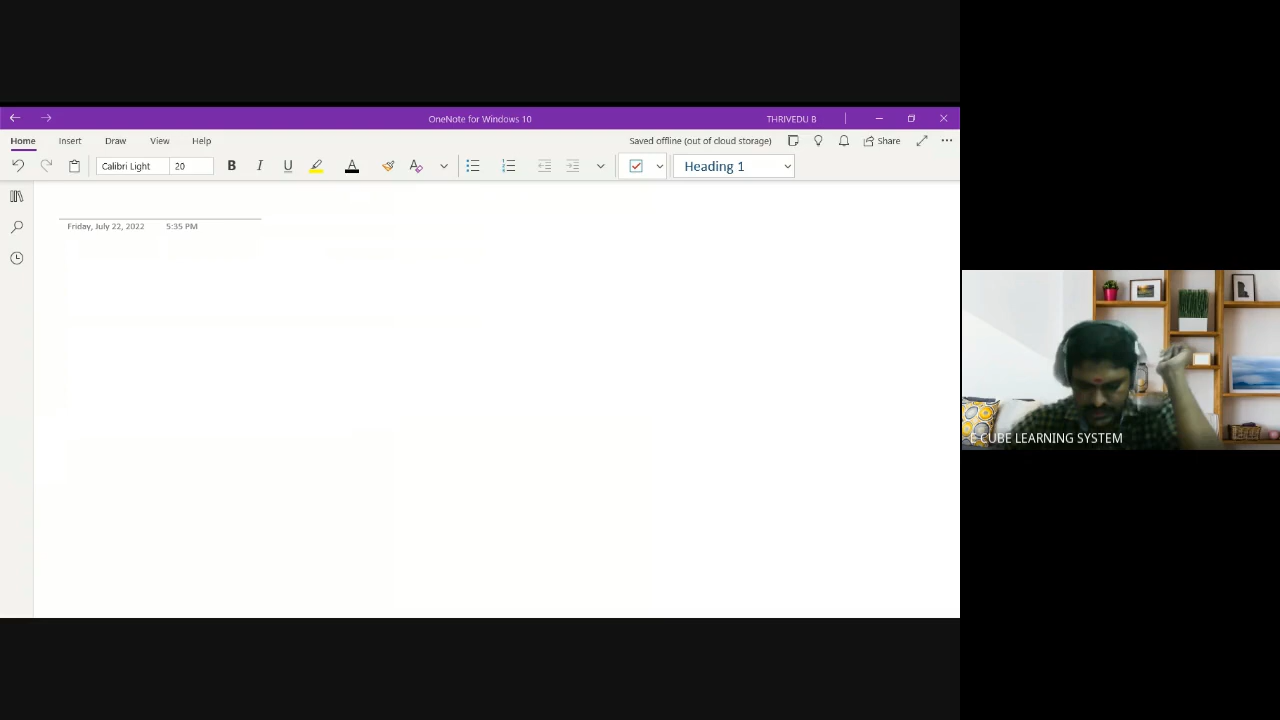 OneNote for Windows 10
THRIVEDU B
Home Insert Draw View Help
Saved offline (out of cloud storage)
Share
Calibri Light 20
B I U A
Heading 1
Friday, July 22, 2022 5:35 PM
E CUBE LEARNING SYSTEM